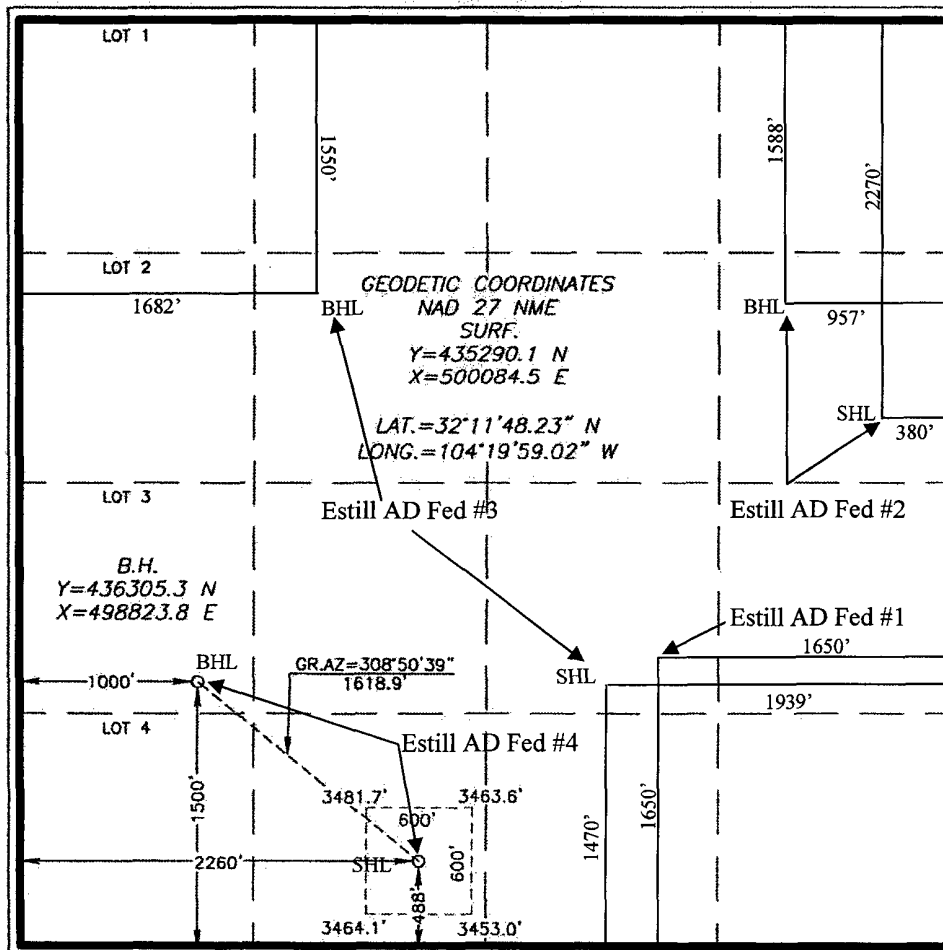 LOT 1
1550'
1588'
2270'
LOT 2
1682'
BHL
GEODETIC COORDINATES
NAD 27 NME
SURF.
Y=435290.1 N
X=500084.5 E
LAT.=32°11'48.23" N
LONG.=104°19'59.02" W
BHL
957'
SHL
380'
LOT 3
Estill AD Fed #3
Estill AD Fed #2
B.H.
Y=436305.3 N
X=498823.8 E
Estill AD Fed #1
1650'
BHL
GR.AZ=308°50'39"
1618.9'
1000'
SHL
1939'
LOT 4
Estill AD Fed #4
1500'
3481.7'
3463.6'
600'
600'
1470'
1650'
2260'
SHL
488'
3464.1'
3453.0'